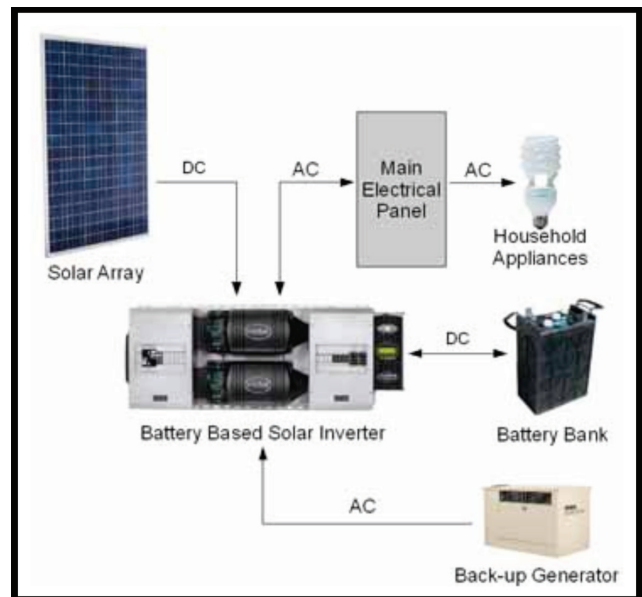 DC
AC
Main
Electrical
Panel
AC
Solar Array
Household
Appliances
DC
Battery Based Solar Inverter
Battery Bank
AC
Back-up Generator